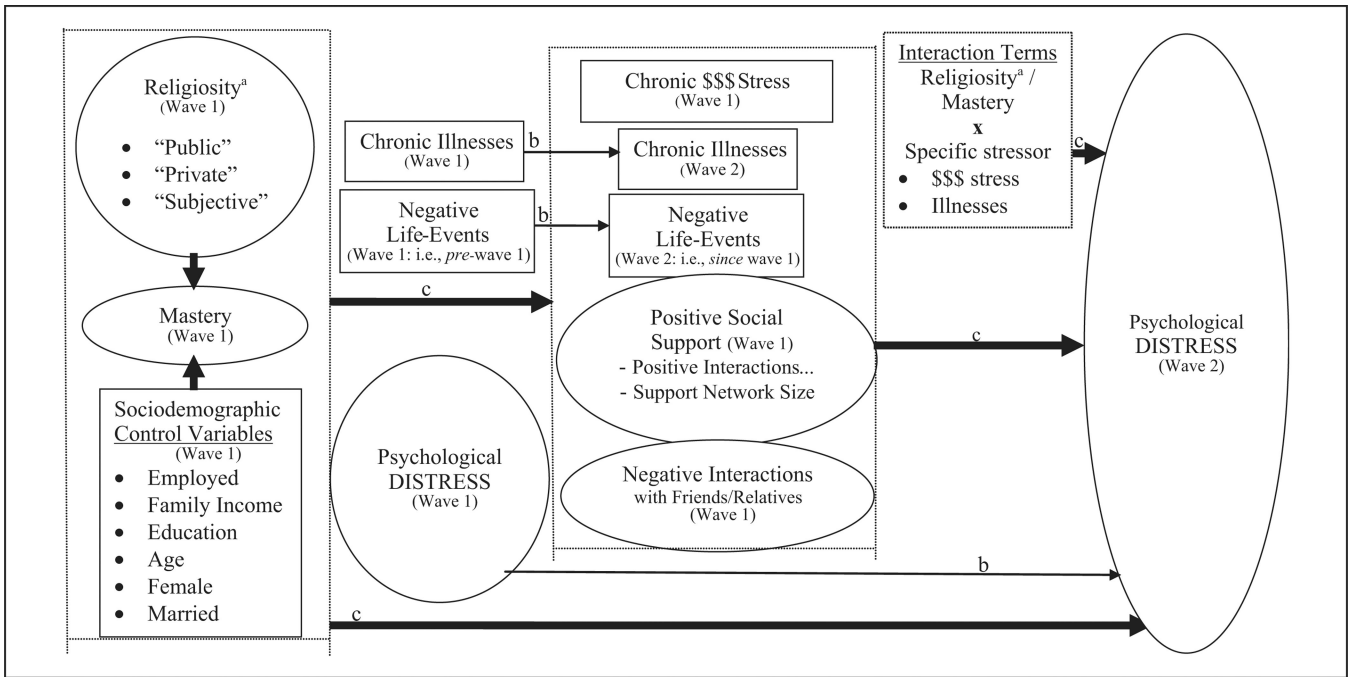 Religiosityᵃ
(Wave 1)
• “Public”
• “Private”
• “Subjective”
Mastery
(Wave 1)
Sociodemographic
Control Variables
(Wave 1)
• Employed
• Family Income
• Education
• Age
• Female
• Married
Chronic Illnesses
(Wave 1)
b
Negative
Life-Events
(Wave 1: i.e., pre-wave 1)
b
c
Psychological
DISTRESS
(Wave 1)
Chronic $$$ Stress
(Wave 1)
Chronic Illnesses
(Wave 2)
Negative
Life-Events
(Wave 2: i.e., since wave 1)
Positive Social
Support (Wave 1)
- Positive Interactions...
- Support Network Size
Negative Interactions
with Friends/Relatives
(Wave 1)
Interaction Terms
Religiosityᵃ /
Mastery
x
Specific stressor
• $$$ stress
• Illnesses
c
c
b
c
Psychological
DISTRESS
(Wave 2)